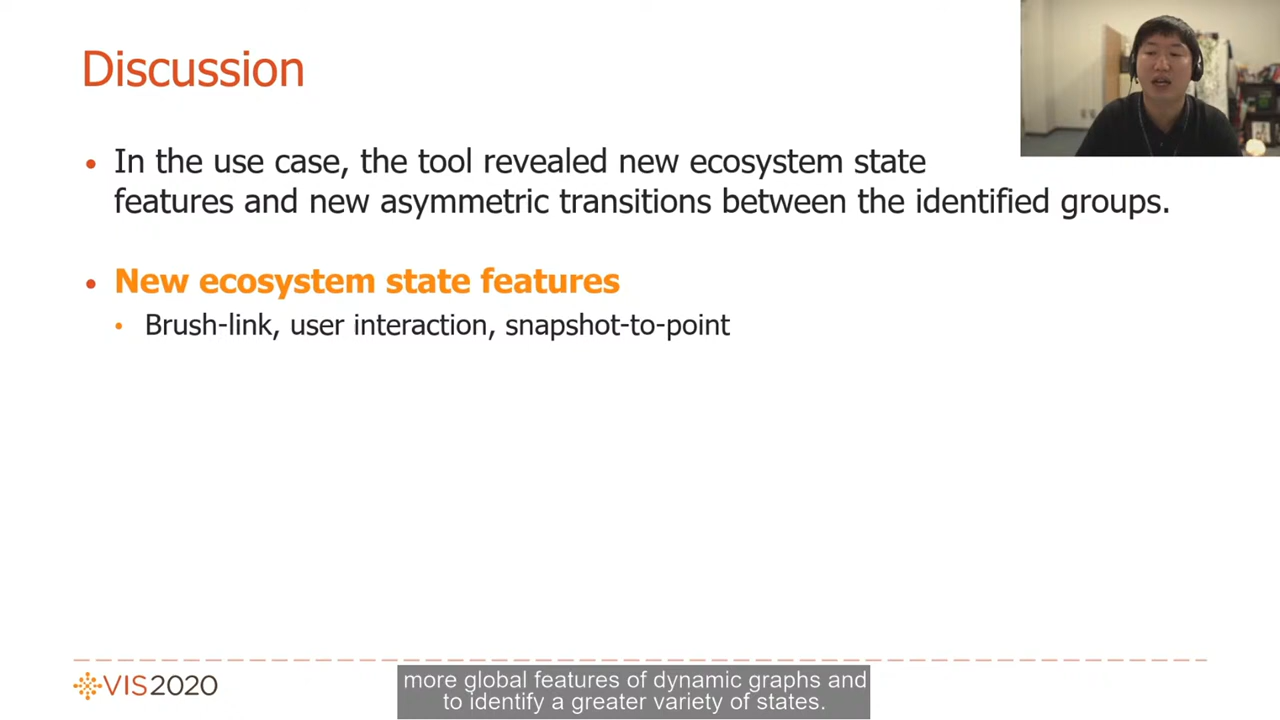 Discussion
• In the use case, the tool revealed new ecosystem state
features and new asymmetric transitions between the identified groups.
• New ecosystem state features
• Brush-link, user interaction, snapshot-to-point
VIS2020
more global features of dynamic graphs and
to identify a greater variety of states.